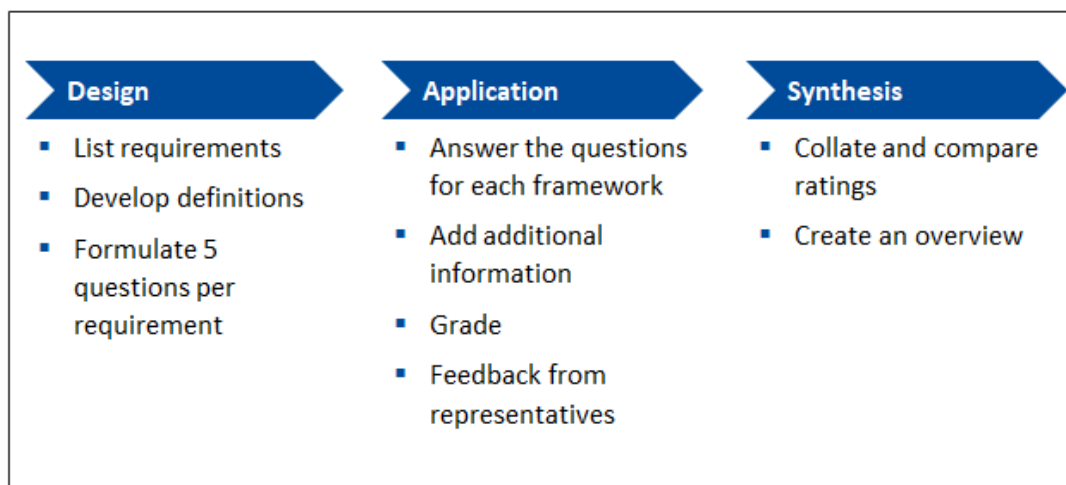 Design
▪ List requirements
▪ Develop definitions
▪ Formulate 5
questions per
requirement
Application
▪ Answer the questions
for each framework
▪ Add additional
information
▪ Grade
▪ Feedback from
representatives
Synthesis
▪ Collate and compare
ratings
▪ Create an overview